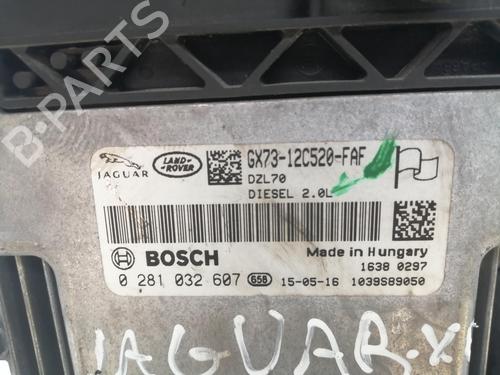 B-PARTS
JAGUAR
LAND-
ROVER
GX73-12C520-FAF
DZL70
DIESEL 2.0L
BOSCH
Made in Hungary
1638 0297
0 281 032 607 G5B 15-05-16 1039S89050
JAGUAR.X